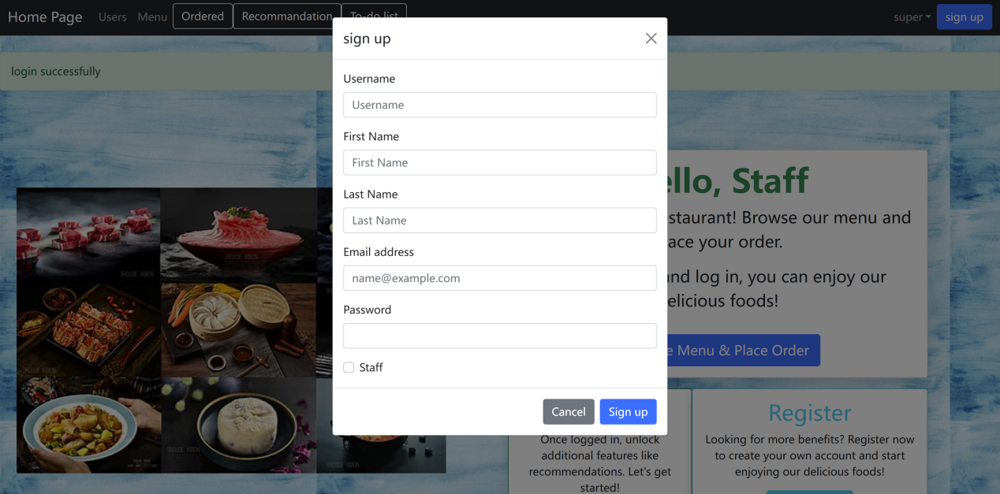 Home Page Users Menu Ordered Recommandation To-do list super sign up
login successfully
sign up
Username
Username
First Name
First Name
Last Name
Last Name
Email address
name@example.com
Password
Staff
Cancel Sign up
ello, Staff
estaurant! Browse our menu and
ace your order.
and log in, you can enjoy our
elicious foods!
e Menu & Place Order
Once logged in, unlock
additional features like
recommendations. Let's get
started!
Register
Looking for more benefits? Register now
to create your own account and start
enjoying our delicious foods!